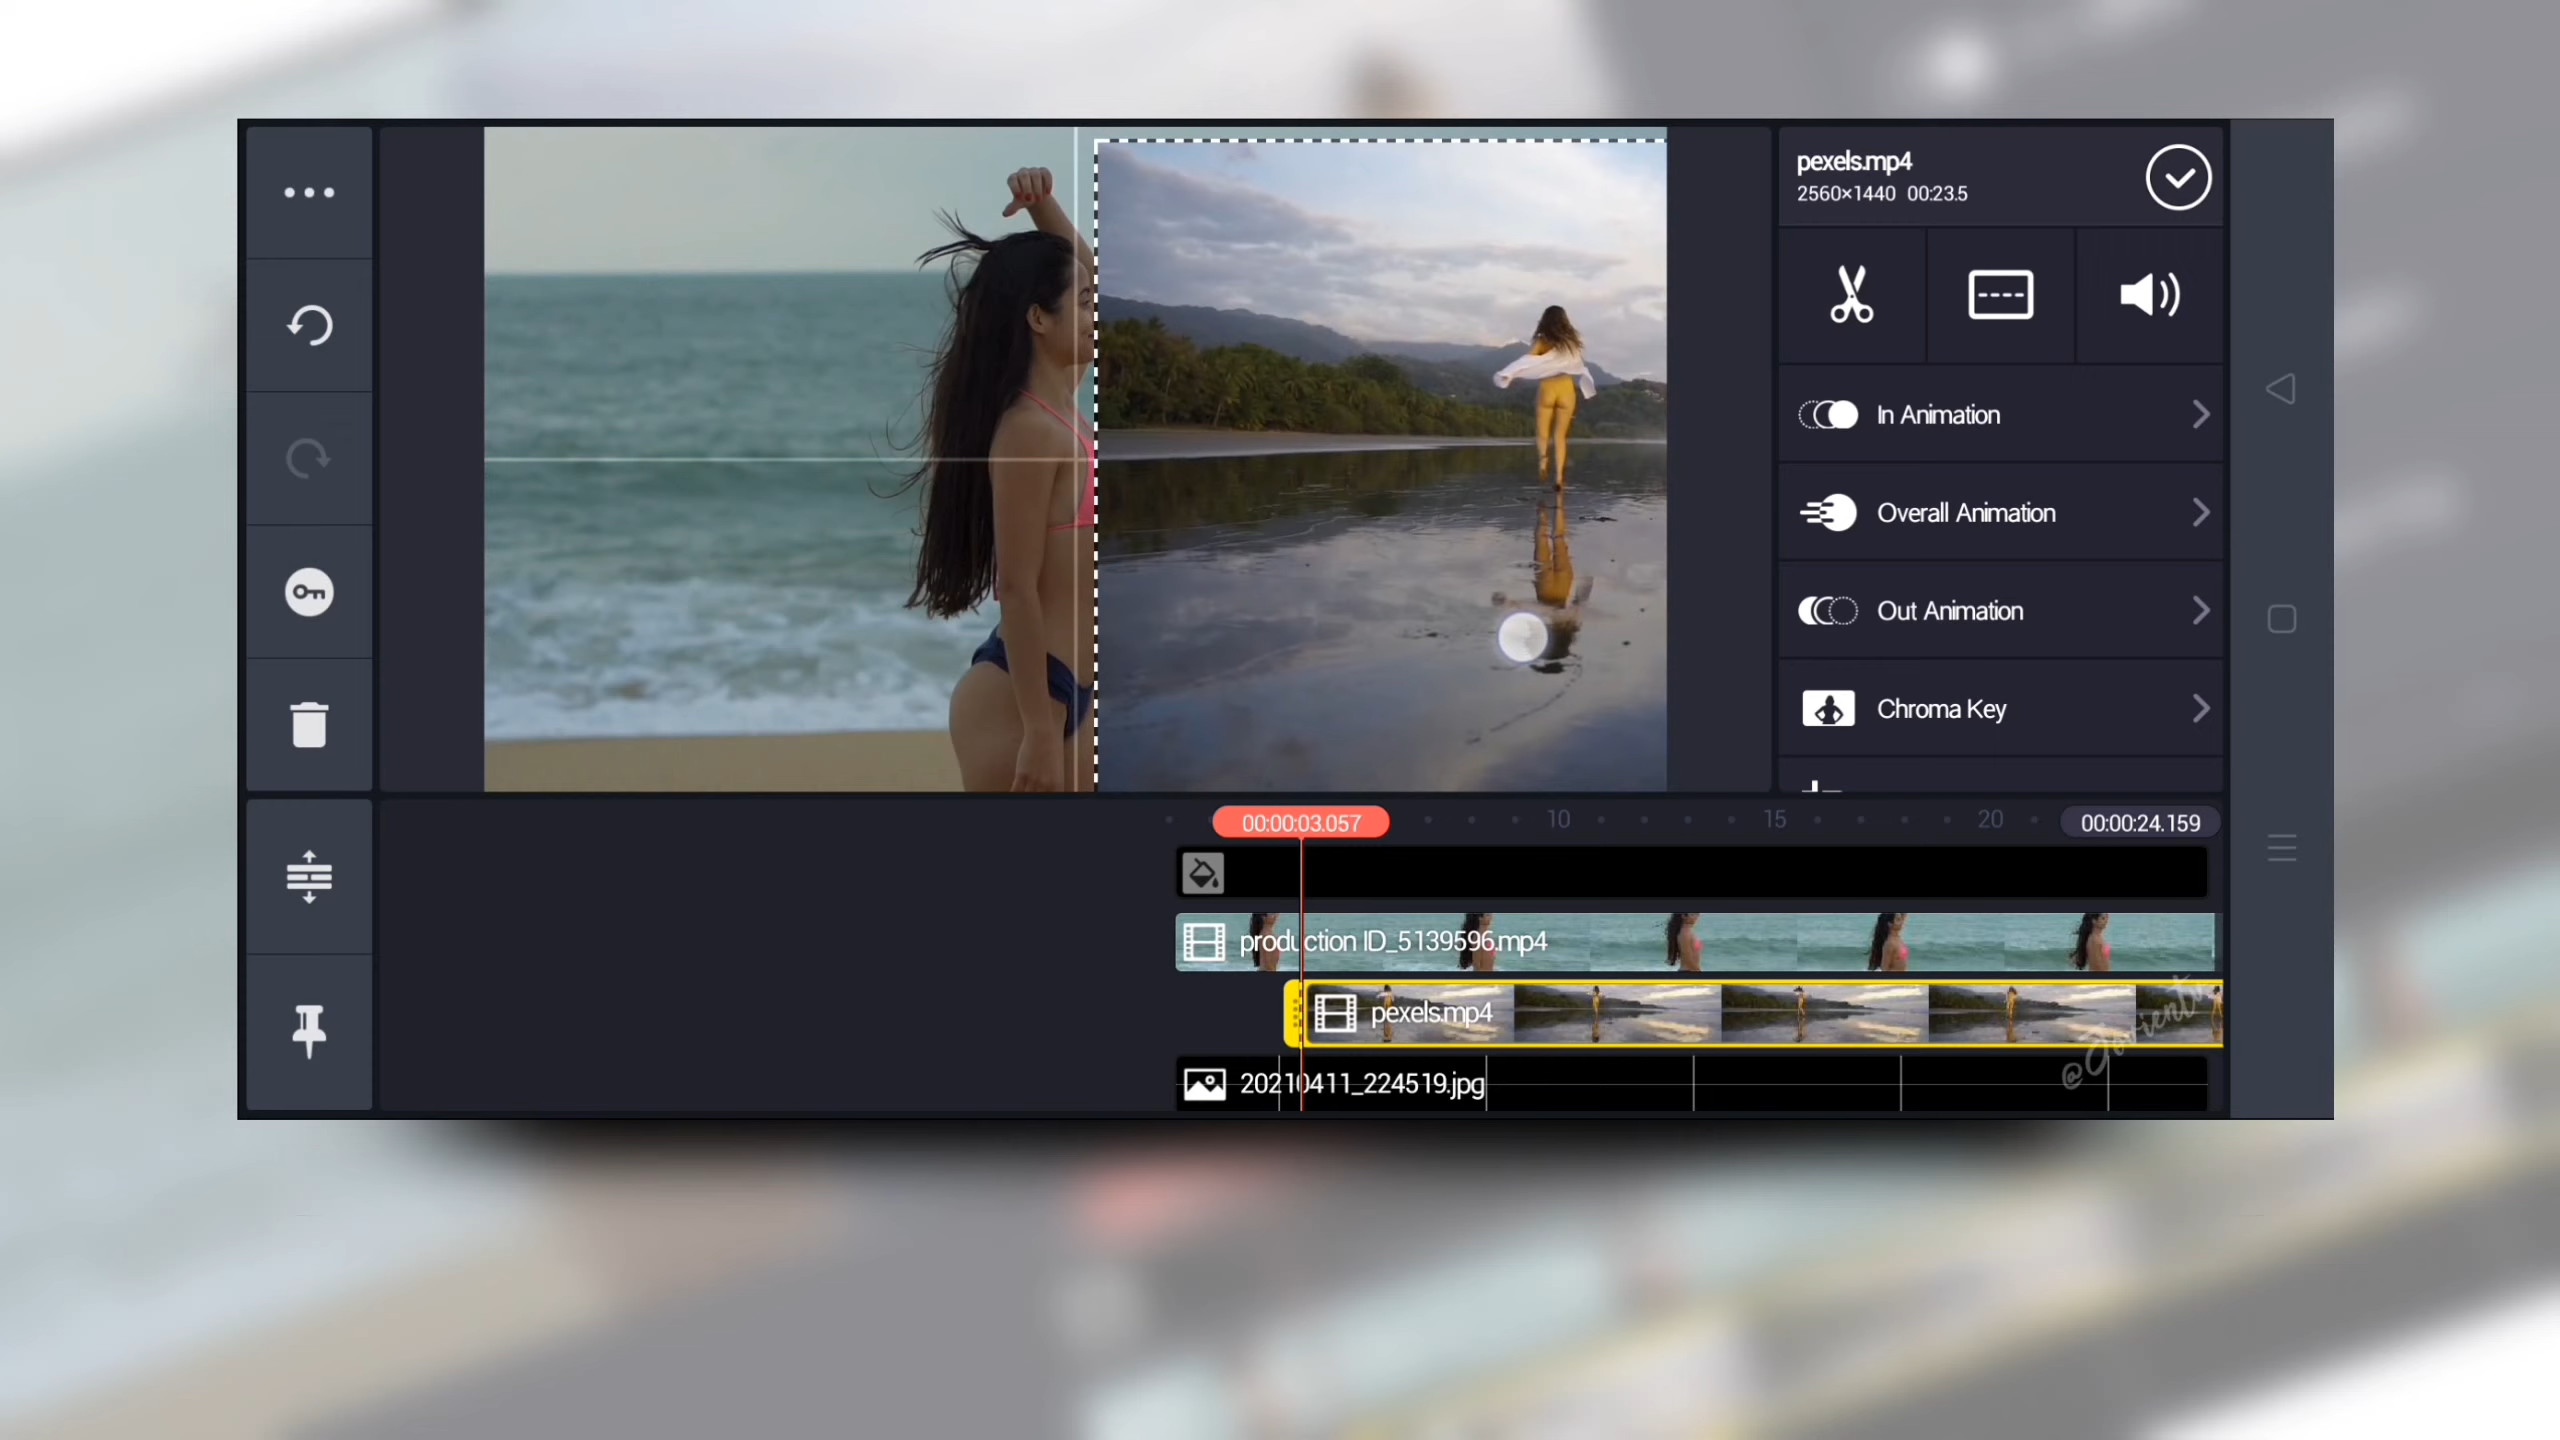 pexels.mp4
2560×1440 00:23.5
In Animation
Overall Animation
Out Animation
Chroma Key
00:00:03.057
10
15
20
00:00:24.159
production ID_5139596.mp4
pexels.mp4
20210411_224519.jpg